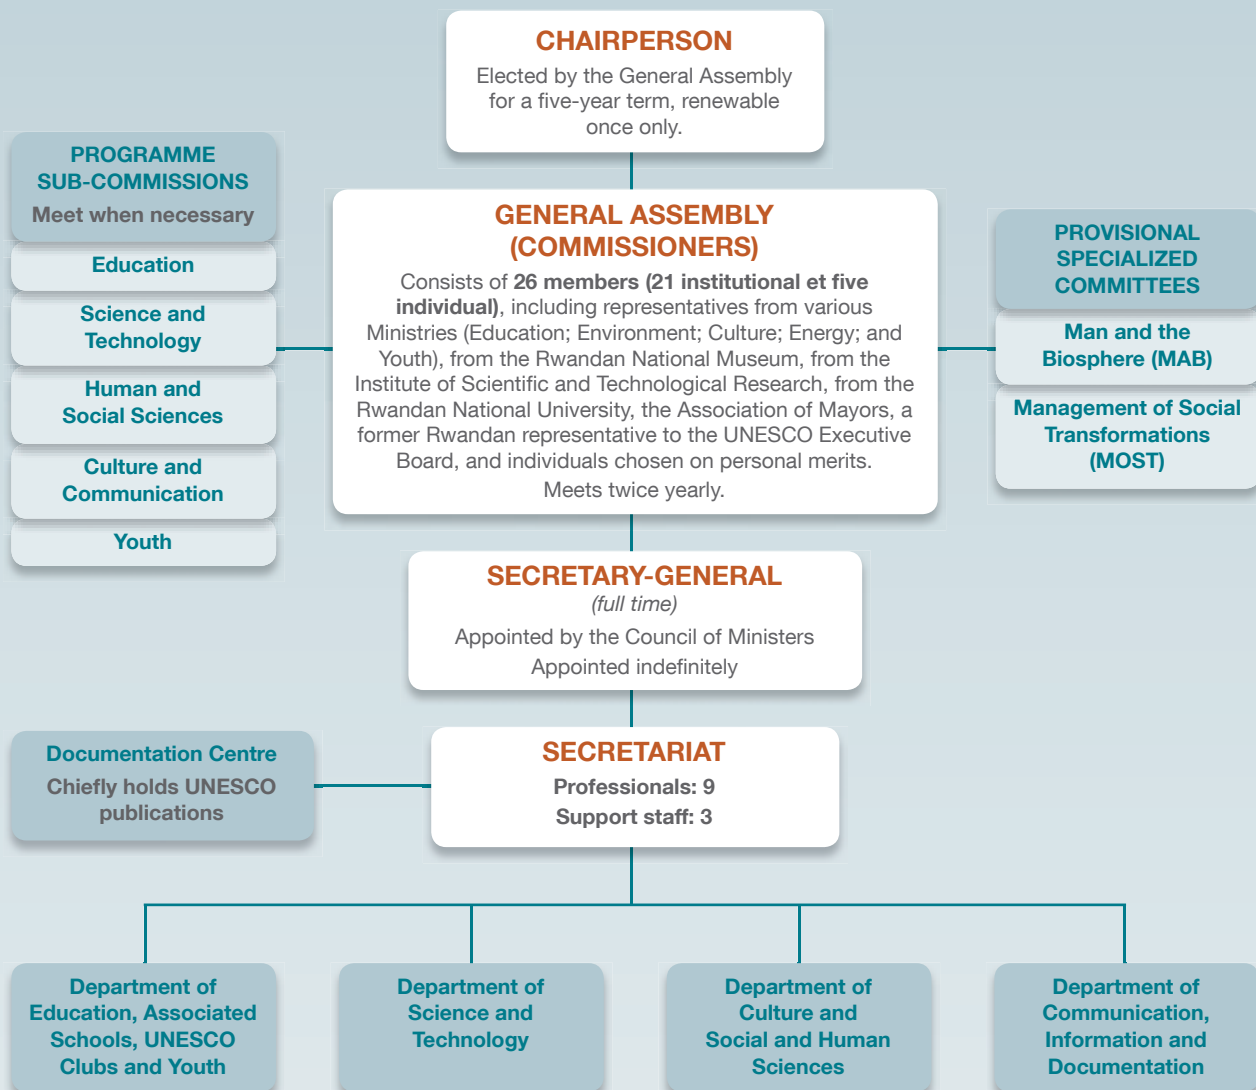 CHAIRPERSON
Elected by the General Assembly
for a five-year term, renewable
once only.
PROGRAMME
SUB-COMMISSIONS
Meet when necessary
Education
Science and
Technology
Human and
Social Sciences
Culture and
Communication
Youth
GENERAL ASSEMBLY
(COMMISSIONERS)
Consists of 26 members (21 institutional et five
individual), including representatives from various
Ministries (Education; Environment; Culture; Energy; and
Youth), from the Rwandan National Museum, from the
Institute of Scientific and Technological Research, from the
Rwandan National University, the Association of Mayors, a
former Rwandan representative to the UNESCO Executive
Board, and individuals chosen on personal merits.
Meets twice yearly.
PROVISIONAL
SPECIALIZED
COMMITTEES
Man and the
Biosphere (MAB)
Management of Social
Transformations
(MOST)
SECRETARY-GENERAL
(full time)
Appointed by the Council of Ministers
Appointed indefinitely
Documentation Centre
Chiefly holds UNESCO
publications
SECRETARIAT
Professionals: 9
Support staff: 3
Department of
Education, Associated
Schools, UNESCO
Clubs and Youth
Department of
Science and
Technology
Department of
Culture and
Social and Human
Sciences
Department of
Communication,
Information and
Documentation